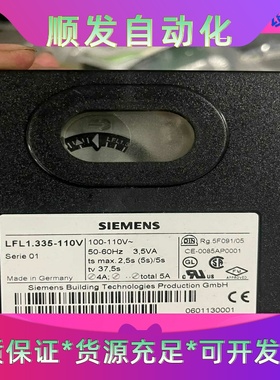 顺发自动化
SIEMENS
LFL1.335-110V
Serie 01
Made in Germany
100-110V~
50-60Hz 3,5VA
ts max. 2,5s (5s)/5s
tv 37,5s
4A; total 5A
Rg.5F091/05
CE-0085AP0001
Siemens Building Technologies Production GmbH
0601130001
质保证*货源充足*可开发